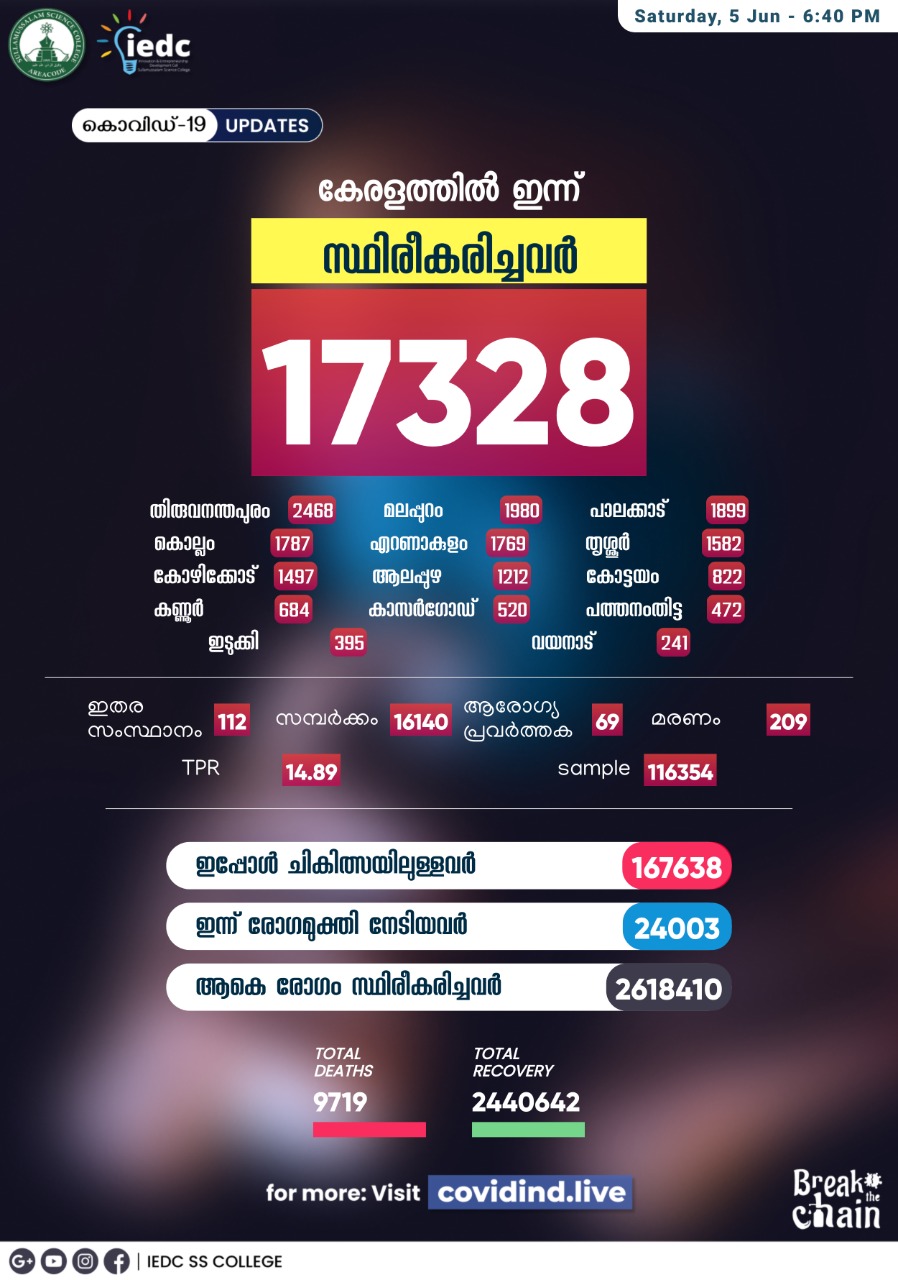 Saturday, 5 Jun - 6:40 PM
SULLAMUSSALAM SCIENCE COLLEGE
AREACODE
iedc
കൊവിഡ്-19 UPDATES
കേരളത്തിൽ ഇന്ന്
സ്ഥിരീകരിച്ചവർ
17328
തിരുവനന്തപുരം 2468 മലപ്പുറം 1980 പാലക്കാട് 1899
കൊല്ലം 1787 എറണാകുളം 1769 തൃശ്ശൂർ 1582
കോഴിക്കോട് 1497 ആലപ്പുഴ 1212 കോട്ടയം 822
കണ്ണൂർ 684 കാസർഗോഡ് 520 പത്തനംതിട്ട 472
ഇടുക്കി 395 വയനാട് 241
ഇതര
സംസ്ഥാനം 112 സമ്പർക്കം 16140 ആരോഗ്യ
പ്രവർത്തക 69 മരണം 209
TPR 14.89 sample 116354
ഇപ്പോൾ ചികിത്സയിലുള്ളവർ 167638
ഇന്ന് രോഗമുക്തി നേടിയവർ 24003
ആകെ രോഗം സ്ഥിരീകരിച്ചവർ 2618410
TOTAL
DEATHS
9719
TOTAL
RECOVERY
2440642
for more: Visit covidind.live
Break
the
chain
IEDC SS COLLEGE